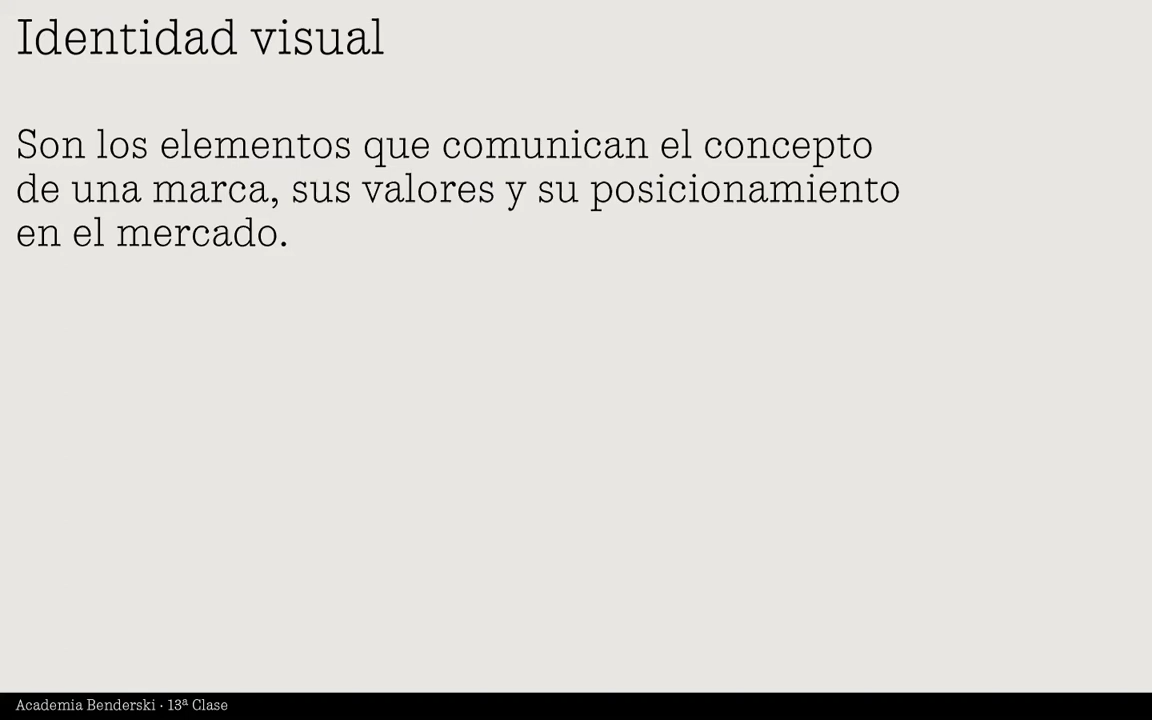 Identidad visual
Son los elementos que comunican el concepto
de una marca, sus valores y su posicionamiento
en el mercado.
Academia Benderski · 13ª Clase